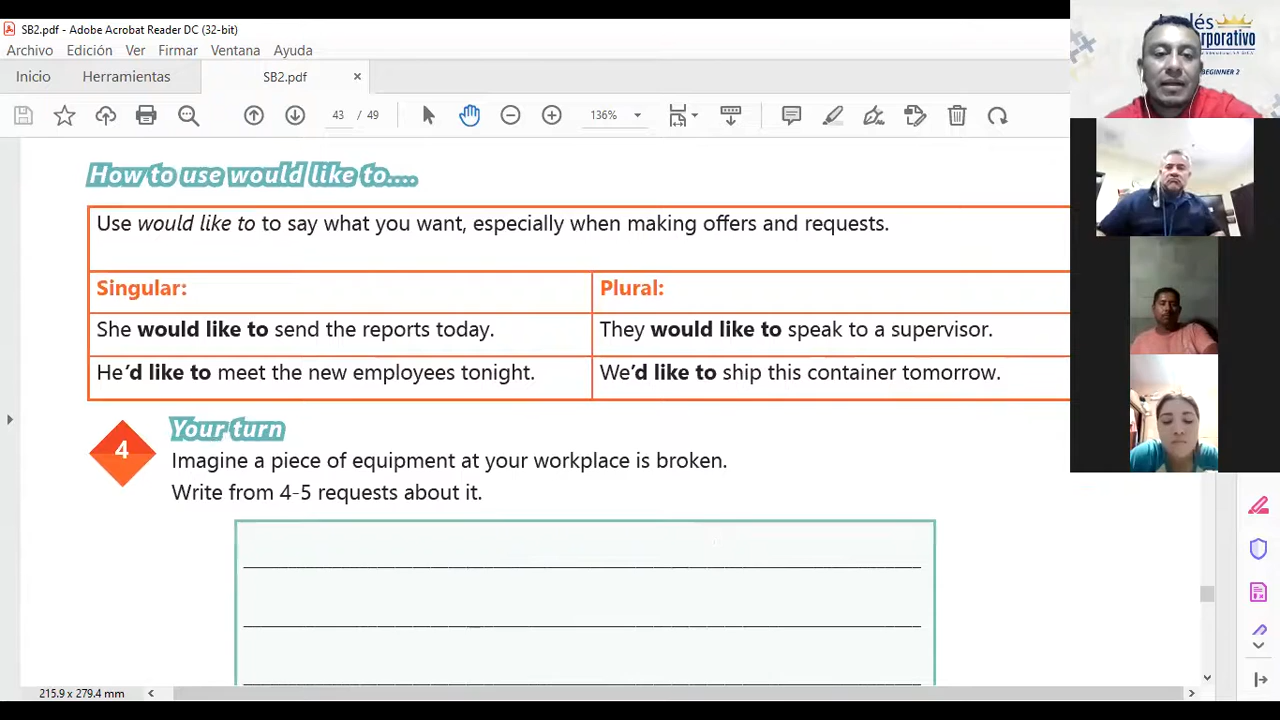 SB2.pdf - Adobe Acrobat Reader DC (32-bit)
Archivo Edición Ver Firmar Ventana Ayuda
Inicio Herramientas SB2.pdf ×
43 / 49 136%
How to use would like to....
Use would like to to say what you want, especially when making offers and requests.
Singular: Plural:
She would like to send the reports today. They would like to speak to a supervisor.
He'd like to meet the new employees tonight. We'd like to ship this container tomorrow.
4 Your turn
Imagine a piece of equipment at your workplace is broken.
Write from 4-5 requests about it.
215.9 x 279.4 mm
BEGINNER 2